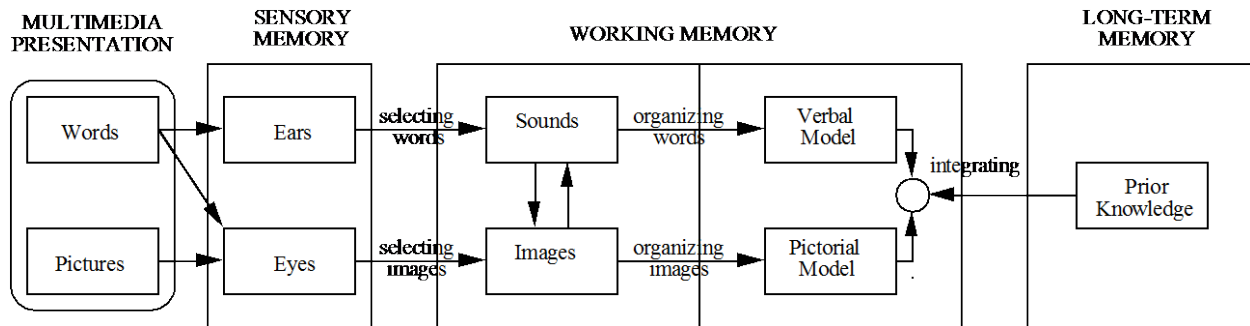 MULTIMEDIA
PRESENTATION
SENSORY
MEMORY
WORKING MEMORY
LONG-TERM
MEMORY
Words
Ears
selecting
words
Sounds
organizing
words
Verbal
Model
integrating
Prior
Knowledge
Pictures
Eyes
selecting
images
Images
organizing
images
Pictorial
Model